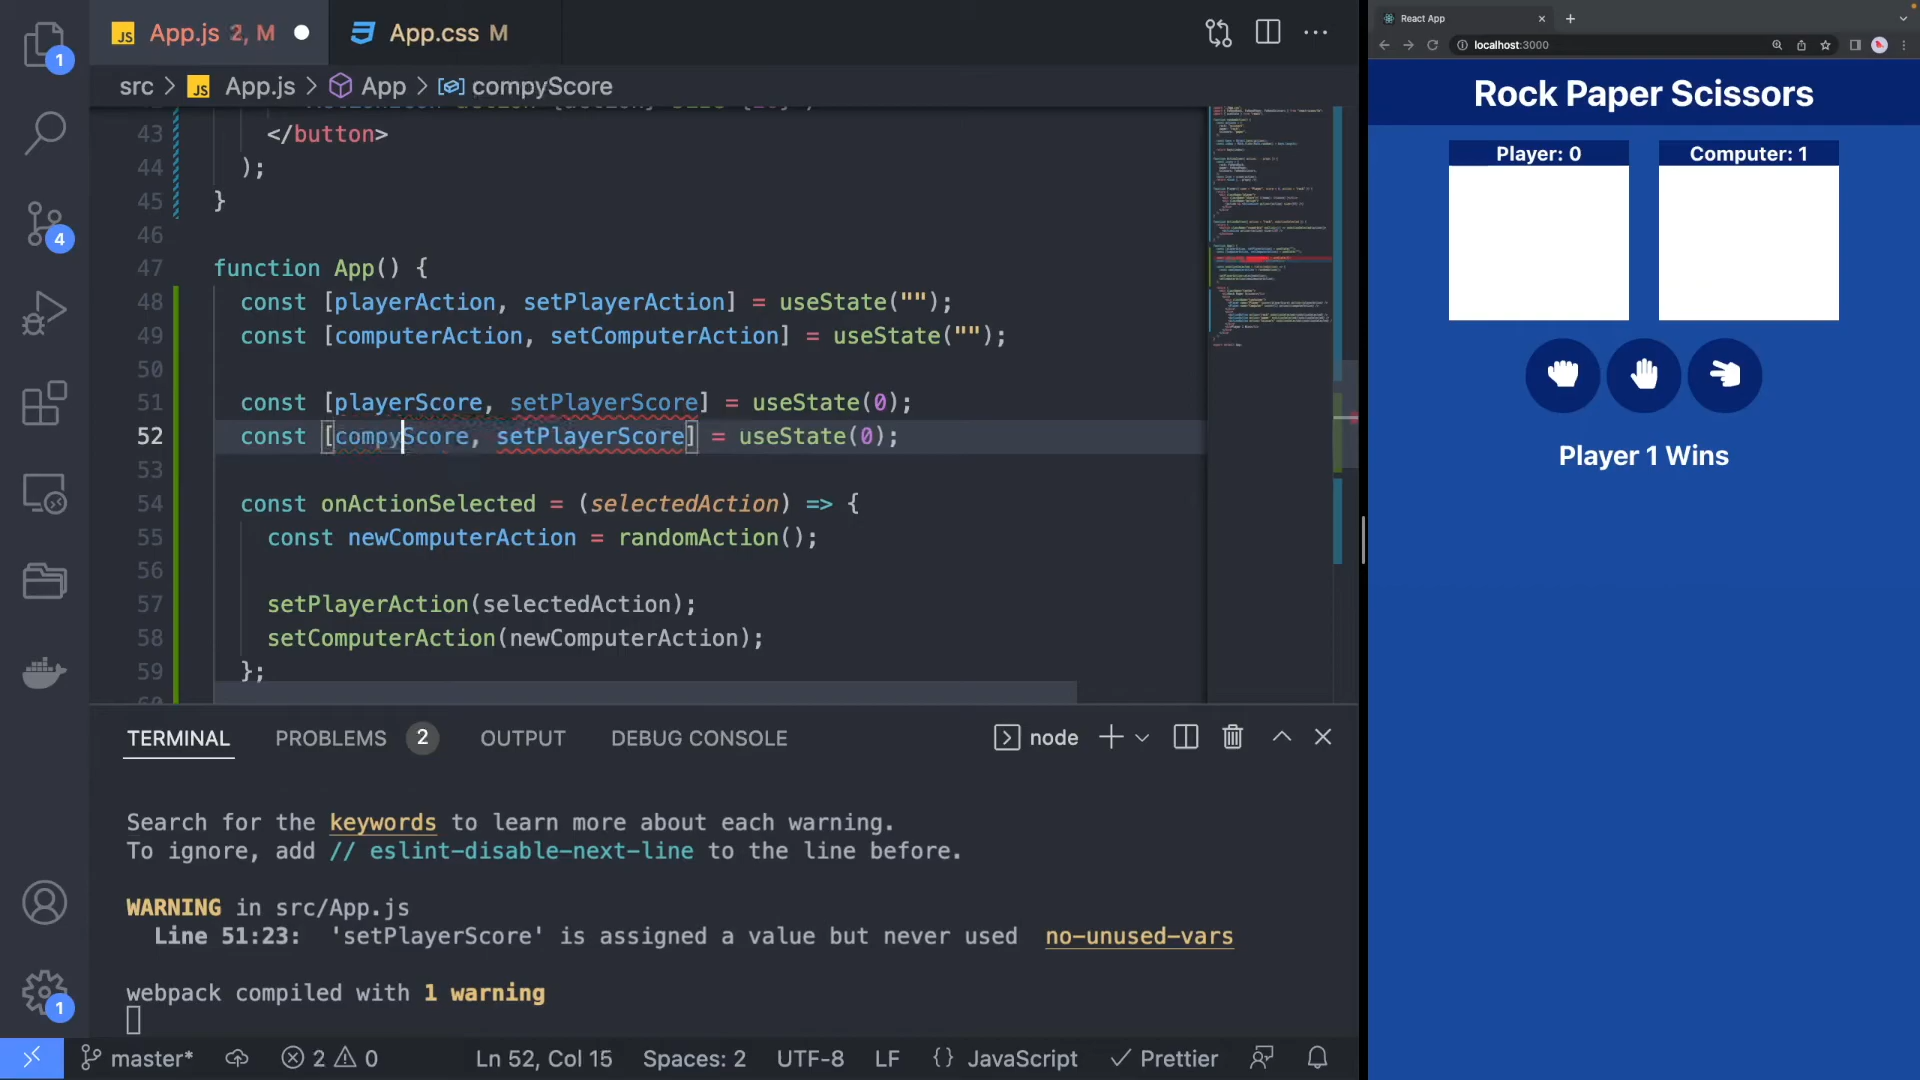 JS App.js 2, M
App.css M
src > JS App.js > App > compyScore
43 </button>
44 );
45 }
46
47 function App() {
48 const [playerAction, setPlayerAction] = useState("");
49 const [computerAction, setComputerAction] = useState("");
50
51 const [playerScore, setPlayerScore] = useState(0);
52 const [compyScore, setPlayerScore] = useState(0);
53
54 const onActionSelected = (selectedAction) => {
55 const newComputerAction = randomAction();
56
57 setPlayerAction(selectedAction);
58 setComputerAction(newComputerAction);
59 };
1
4
1
TERMINAL PROBLEMS 2 OUTPUT DEBUG CONSOLE node
Search for the keywords to learn more about each warning.
To ignore, add // eslint-disable-next-line to the line before.
WARNING in src/App.js
Line 51:23: 'setPlayerScore' is assigned a value but never used no-unused-vars
webpack compiled with 1 warning
master* 2 0 Ln 52, Col 15 Spaces: 2 UTF-8 LF {} JavaScript Prettier
React App
localhost:3000
Rock Paper Scissors
Player: 0 Computer: 1
Player 1 Wins